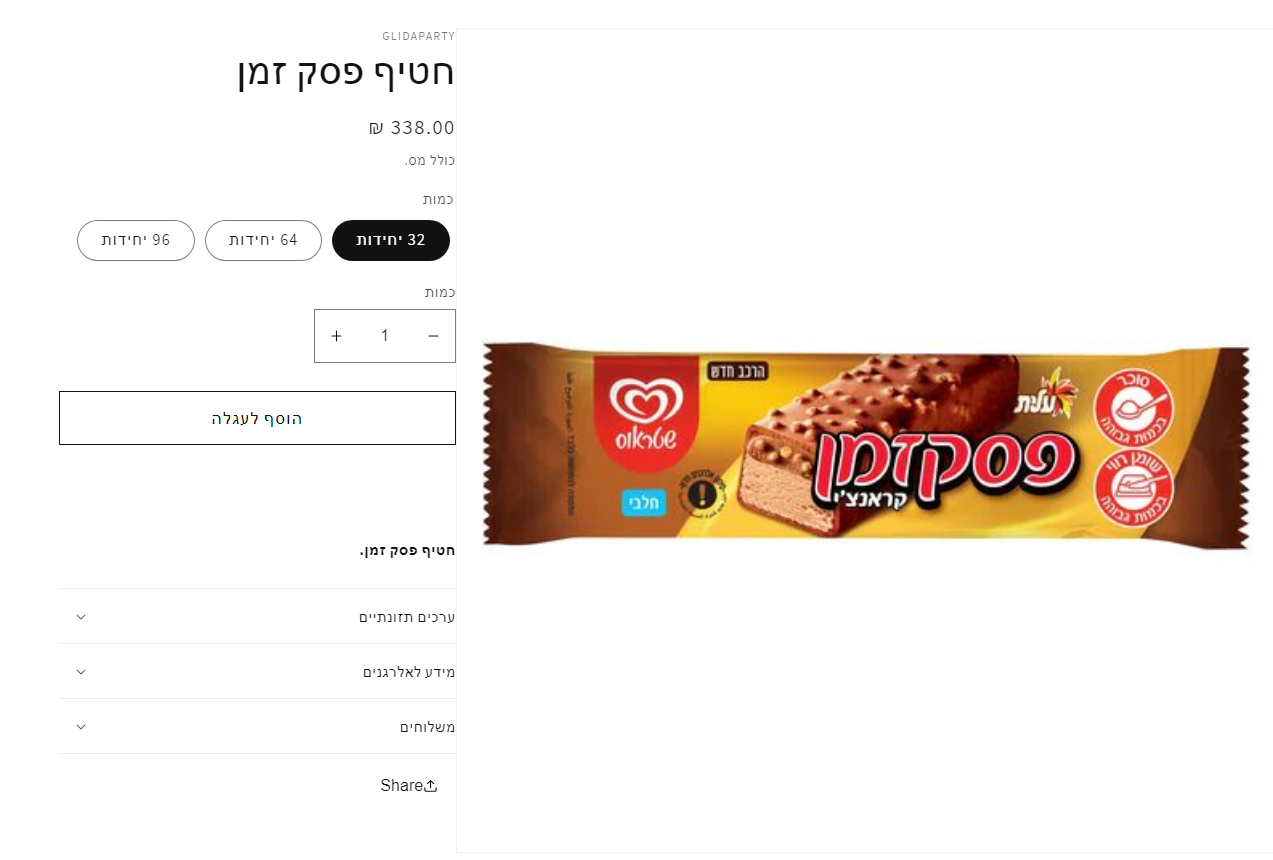 GLIDAPARTY
חטיף פסק זמן
338.00 ₪
כולל מס.
כמות
32 יחידות
64 יחידות
96 יחידות
כמות
− 1 +
הוסף לעגלה
חטיף פסק זמן.
ערכים תזונתיים
מידע לאלרגנים
משלוחים
Share
הרכב חדש
שטראוס
חלבי
עלית
פסקזמן
קראנצ'י
סוכר
בכמות גבוהה
שומן רווי
בכמות גבוהה